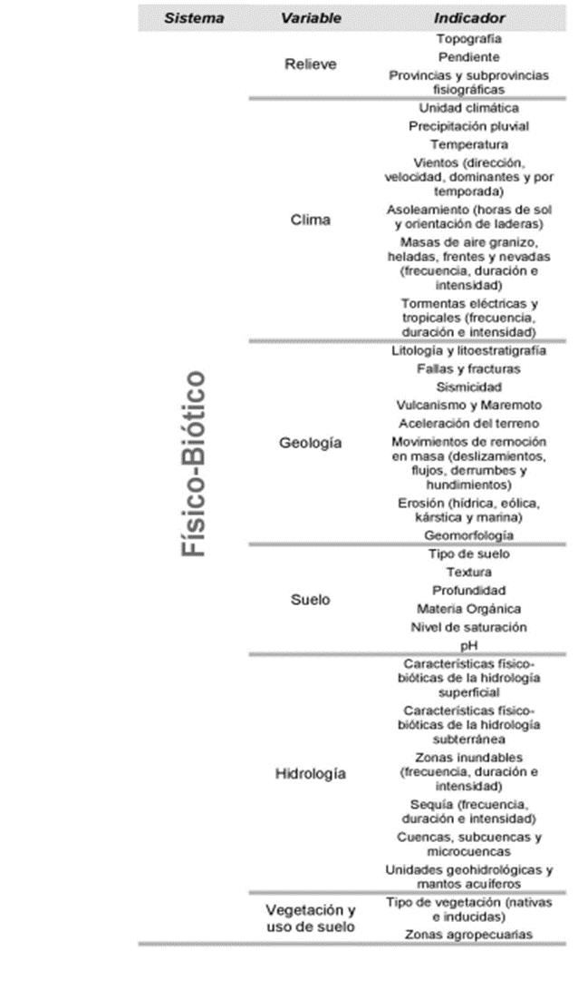 Sistema Variable Indicador
Físico-Biótico
Relieve
Topografía
Pendiente
Provincias y subprovincias
fisiográficas
Clima
Unidad climática
Precipitación pluvial
Temperatura
Vientos (dirección,
velocidad, dominantes y por
temporada)
Asoleamiento (horas de sol
y orientación de laderas)
Masas de aire granizo,
heladas, frentes y nevadas
(frecuencia, duración e
intensidad)
Tormentas eléctricas y
tropicales (frecuencia,
duración e intensidad)
Geología
Litología y litoestratigrafía
Fallas y fracturas
Sismicidad
Vulcanismo y Maremoto
Aceleración del terreno
Movimientos de remoción
en masa (deslizamientos,
flujos, derrumbes y
hundimientos)
Erosión (hídrica, eólica,
kárstica y marina)
Geomorfología
Suelo
Tipo de suelo
Textura
Profundidad
Materia Orgánica
Nivel de saturación
pH
Hidrología
Características físico-
bióticas de la hidrología
superficial
Características físico-
bióticas de la hidrología
subterránea
Zonas inundables
(frecuencia, duración e
intensidad)
Sequía (frecuencia,
duración e intensidad)
Cuencas, subcuencas y
microcuencas
Unidades geohidrológicas y
mantos acuíferos
Vegetación y
uso de suelo
Tipo de vegetación (nativas
e inducidas)
Zonas agropecuarias